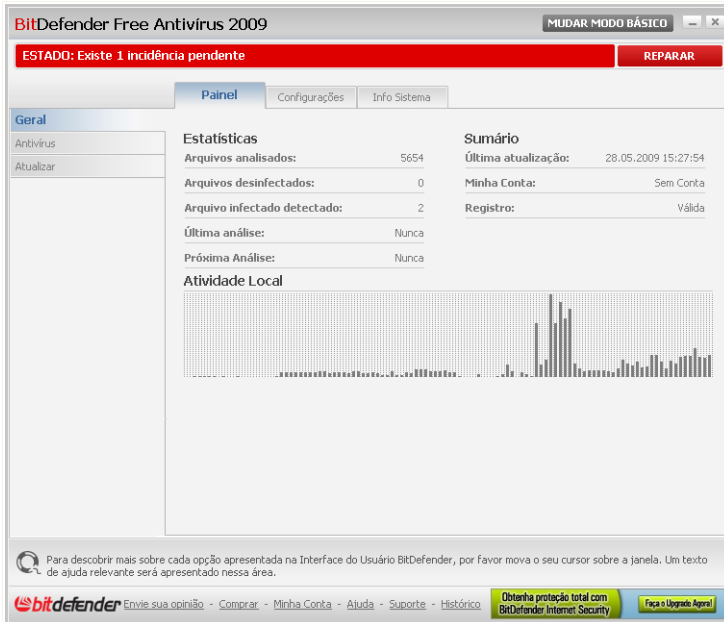 BitDefender Free Antivírus 2009
MUDAR MODO BÁSICO
ESTADO: Existe 1 incidência pendente
REPARAR
Painel
Configurações
Info Sistema
Geral
Antivírus
Atualizar
Estatísticas
Arquivos analisados: 5654
Arquivos desinfectados: 0
Arquivo infectado detectado: 2
Última análise: Nunca
Próxima Análise: Nunca
Sumário
Última atualização: 28.05.2009 15:27:54
Minha Conta: Sem Conta
Registro: Válida
Atividade Local
Para descobrir mais sobre cada opção apresentada na Interface do Usuário BitDefender, por favor mova o seu cursor sobre a janela. Um texto
de ajuda relevante será apresentado nessa área.
bitdefender
Envie sua opinião - Comprar - Minha Conta - Ajuda - Suporte - Histórico
Obtenha proteção total com
BitDefender Internet Security
Faça o Upgrade Agora!